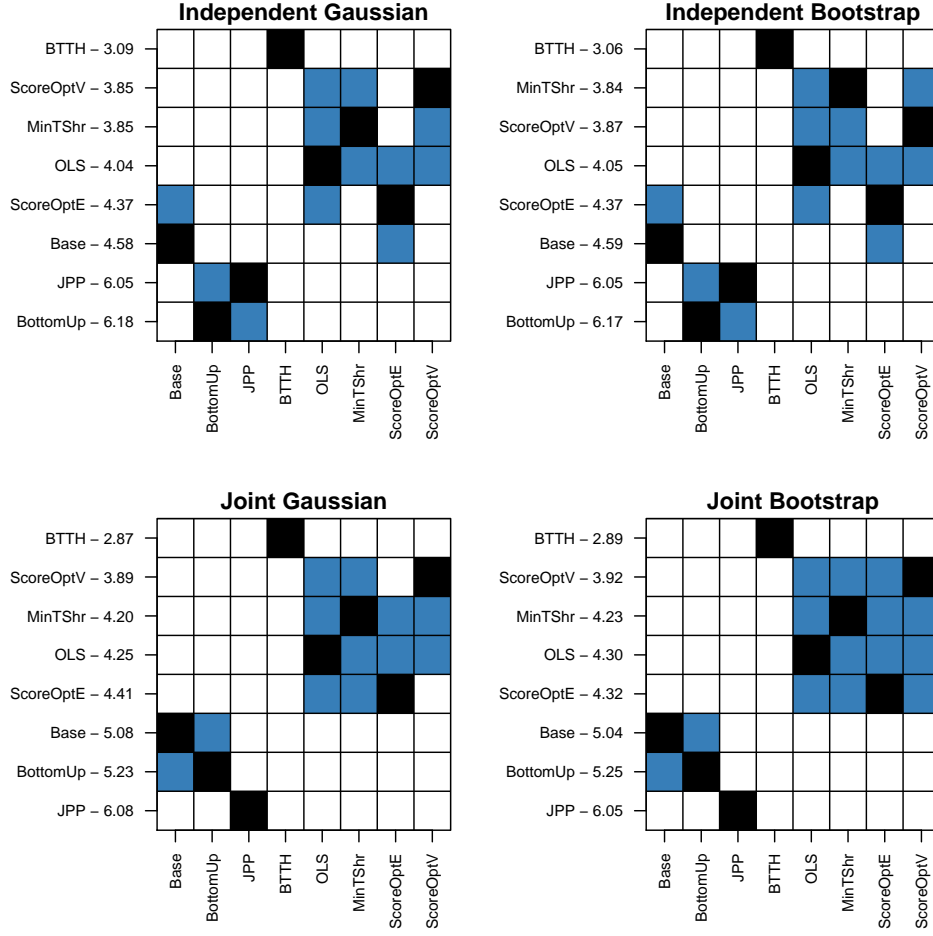 Independent Gaussian
BTTH – 3.09
ScoreOptV – 3.85
MinTShr – 3.85
OLS – 4.04
ScoreOptE – 4.37
Base – 4.58
JPP – 6.05
BottomUp – 6.18
Base
BottomUp
JPP
BTTH
OLS
MinTShr
ScoreOptE
ScoreOptV
Independent Bootstrap
BTTH – 3.06
MinTShr – 3.84
ScoreOptV – 3.87
OLS – 4.05
ScoreOptE – 4.37
Base – 4.59
JPP – 6.05
BottomUp – 6.17
Base
BottomUp
JPP
BTTH
OLS
MinTShr
ScoreOptE
ScoreOptV
Joint Gaussian
BTTH – 2.87
ScoreOptV – 3.89
MinTShr – 4.20
OLS – 4.25
ScoreOptE – 4.41
Base – 5.08
BottomUp – 5.23
JPP – 6.08
Base
BottomUp
JPP
BTTH
OLS
MinTShr
ScoreOptE
ScoreOptV
Joint Bootstrap
BTTH – 2.89
ScoreOptV – 3.92
MinTShr – 4.23
OLS – 4.30
ScoreOptE – 4.32
Base – 5.04
BottomUp – 5.25
JPP – 6.05
Base
BottomUp
JPP
BTTH
OLS
MinTShr
ScoreOptE
ScoreOptV